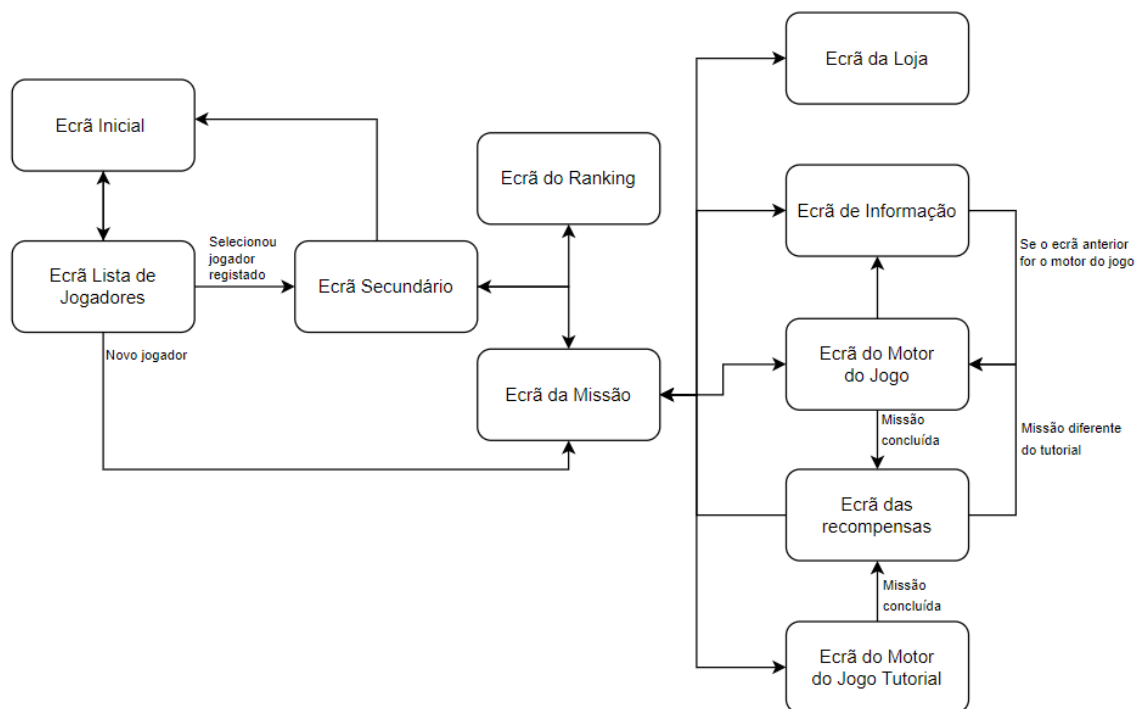 Ecrã da Loja
Ecrã Inicial
Ecrã do Ranking
Ecrã de Informação
Selecionou
jogador
registado
Se o ecrã anterior
for o motor do jogo
Ecrã Lista de
Jogadores
Ecrã Secundário
Novo jogador
Ecrã do Motor
do Jogo
Ecrã da Missão
Missão
concluída
Missão diferente
do tutorial
Ecrã das
recompensas
Missão
concluída
Ecrã do Motor
do Jogo Tutorial